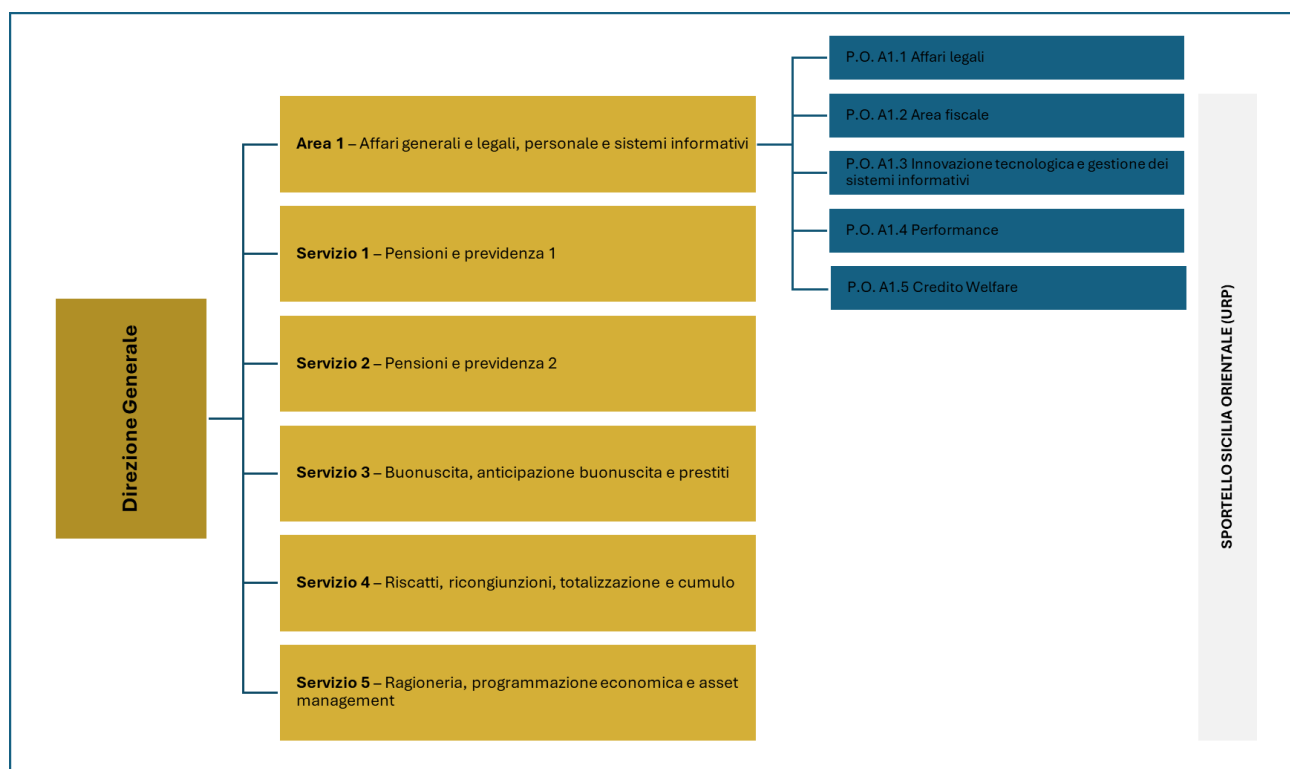 Direzione Generale
Area 1 – Affari generali e legali, personale e sistemi informativi
Servizio 1 – Pensioni e previdenza 1
Servizio 2 – Pensioni e previdenza 2
Servizio 3 – Buonuscita, anticipazione buonuscita e prestiti
Servizio 4 – Riscatti, ricongiunzioni, totalizzazione e cumulo
Servizio 5 – Ragioneria, programmazione economica e asset
management
P.O. A1.1 Affari legali
P.O. A1.2 Area fiscale
P.O. A1.3 Innovazione tecnologica e gestione dei
sistemi informativi
P.O. A1.4 Performance
P.O. A1.5 Credito Welfare
SPORTELLO SICILIA ORIENTALE (URP)